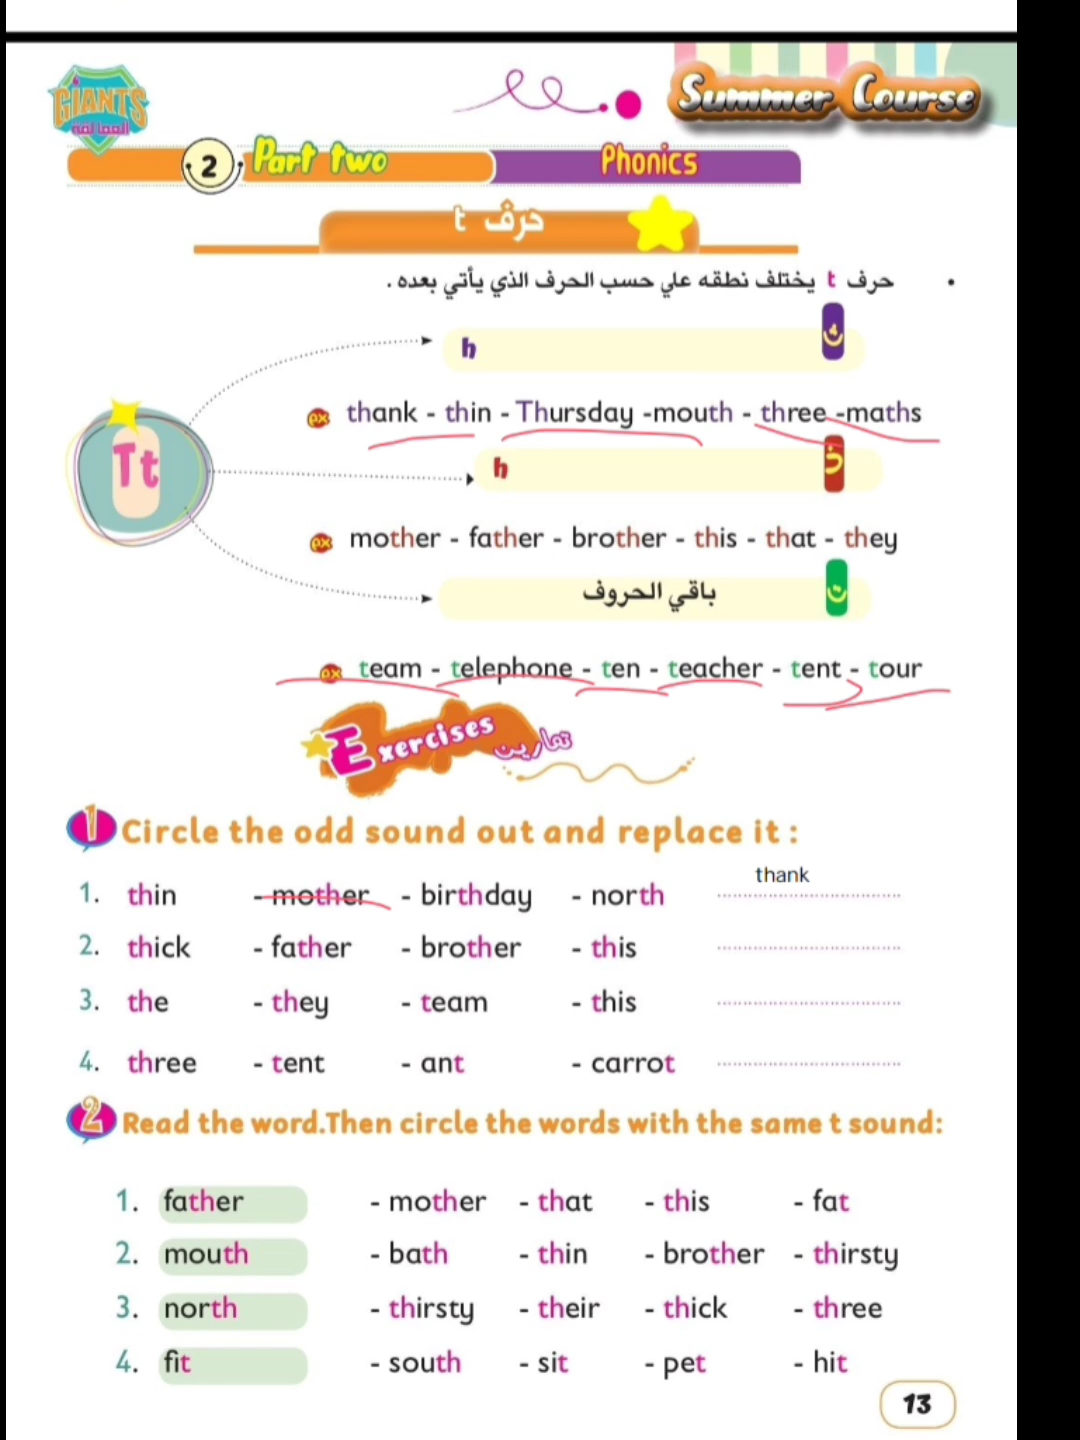 GIANTS
العمالقة
Summer Course
2 Part two Phonics
حرف t
• حرف t يختلف نطقه علي حسب الحرف الذي يأتي بعده .
h ث
ex thank - thin - Thursday -mouth - three -maths
Tt
h ذ
ex mother - father - brother - this - that - they
باقي الحروف ت
ex team - telephone - ten - teacher - tent - tour
Exercises تمارين
1 Circle the odd sound out and replace it :
thank
1. thin - mother - birthday - north
2. thick - father - brother - this
3. the - they - team - this
4. three - tent - ant - carrot
2 Read the word.Then circle the words with the same t sound:
1. father - mother - that - this - fat
2. mouth - bath - thin - brother - thirsty
3. north - thirsty - their - thick - three
4. fit - south - sit - pet - hit
13